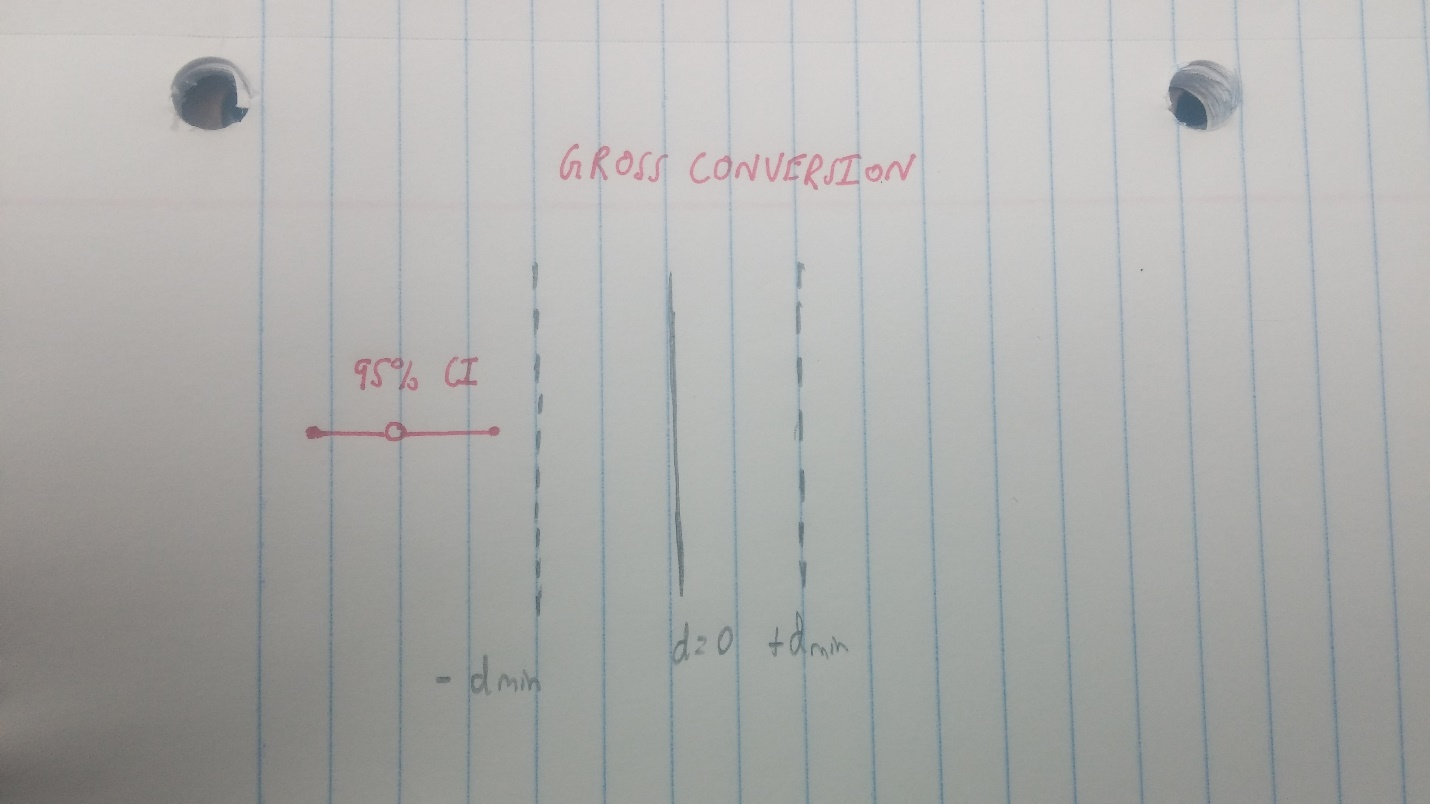 GROSS CONVERSION
95% CI
d=0 +dmin
- dmin